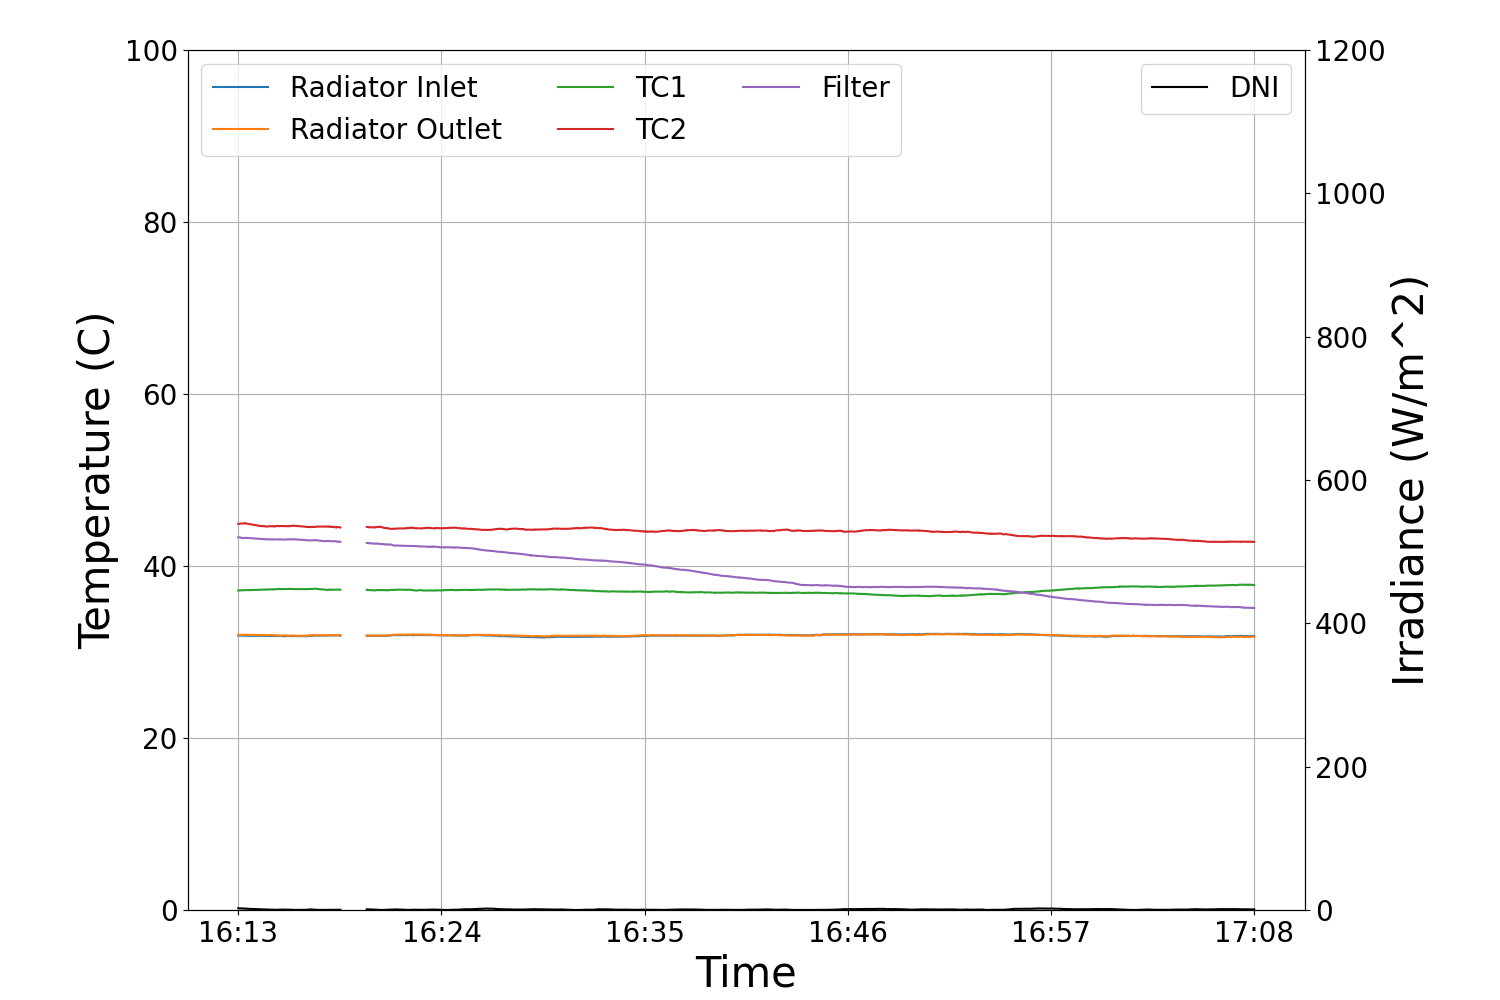 Radiator Inlet
Radiator Outlet
TC1
TC2
Filter
DNI
Temperature (C)
100
80
60
40
20
0
1200
1000
800
600
400
200
0
Irradiance (W/m^2)
16:13 16:24 16:35 16:46 16:57 17:08
Time